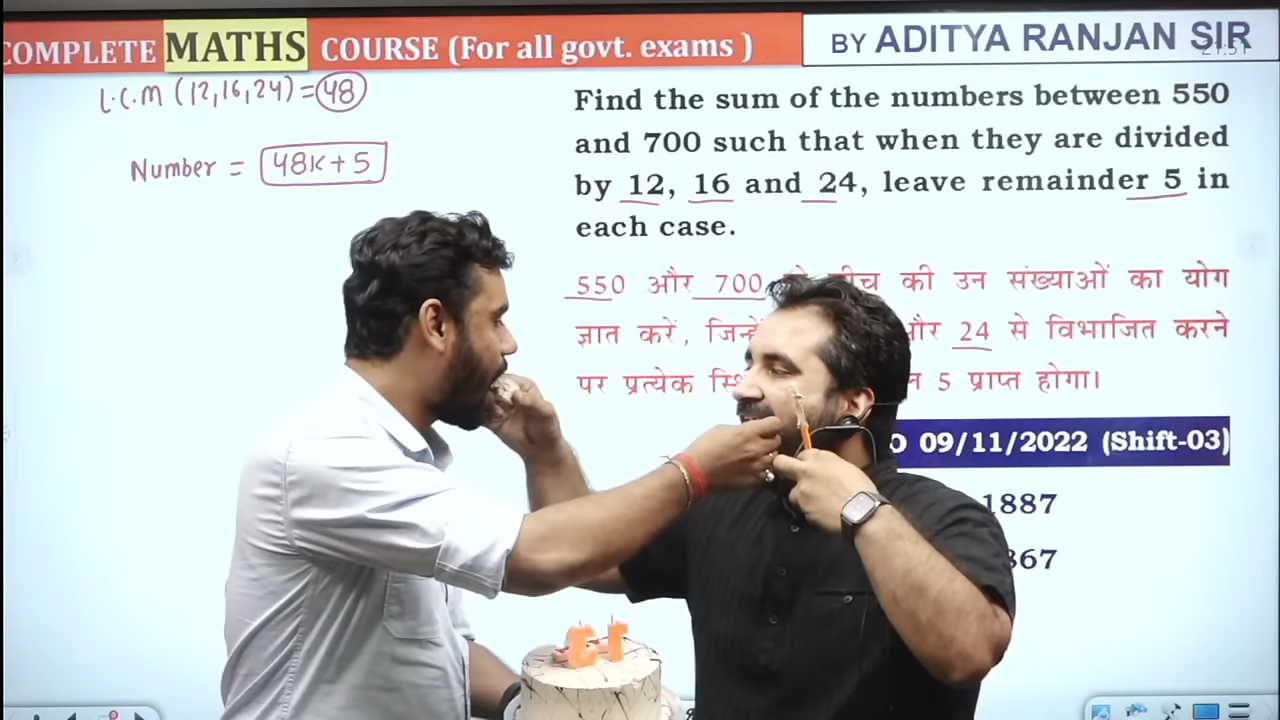 COMPLETE MATHS COURSE (For all govt. exams )
BY ADITYA RANJAN SIR
L.C.M (12,16,24) = 48
Number = 48K+5
Find the sum of the numbers between 550
and 700 such that when they are divided
by 12, 16 and 24, leave remainder 5 in
each case.
550 और 700 की उन संख्याओं का योग
ज्ञात करें, और 24 से विभाजित करने
पर प्रत्येक 5 प्राप्त होगा।
09/11/2022 (Shift-03)
1887
867
13